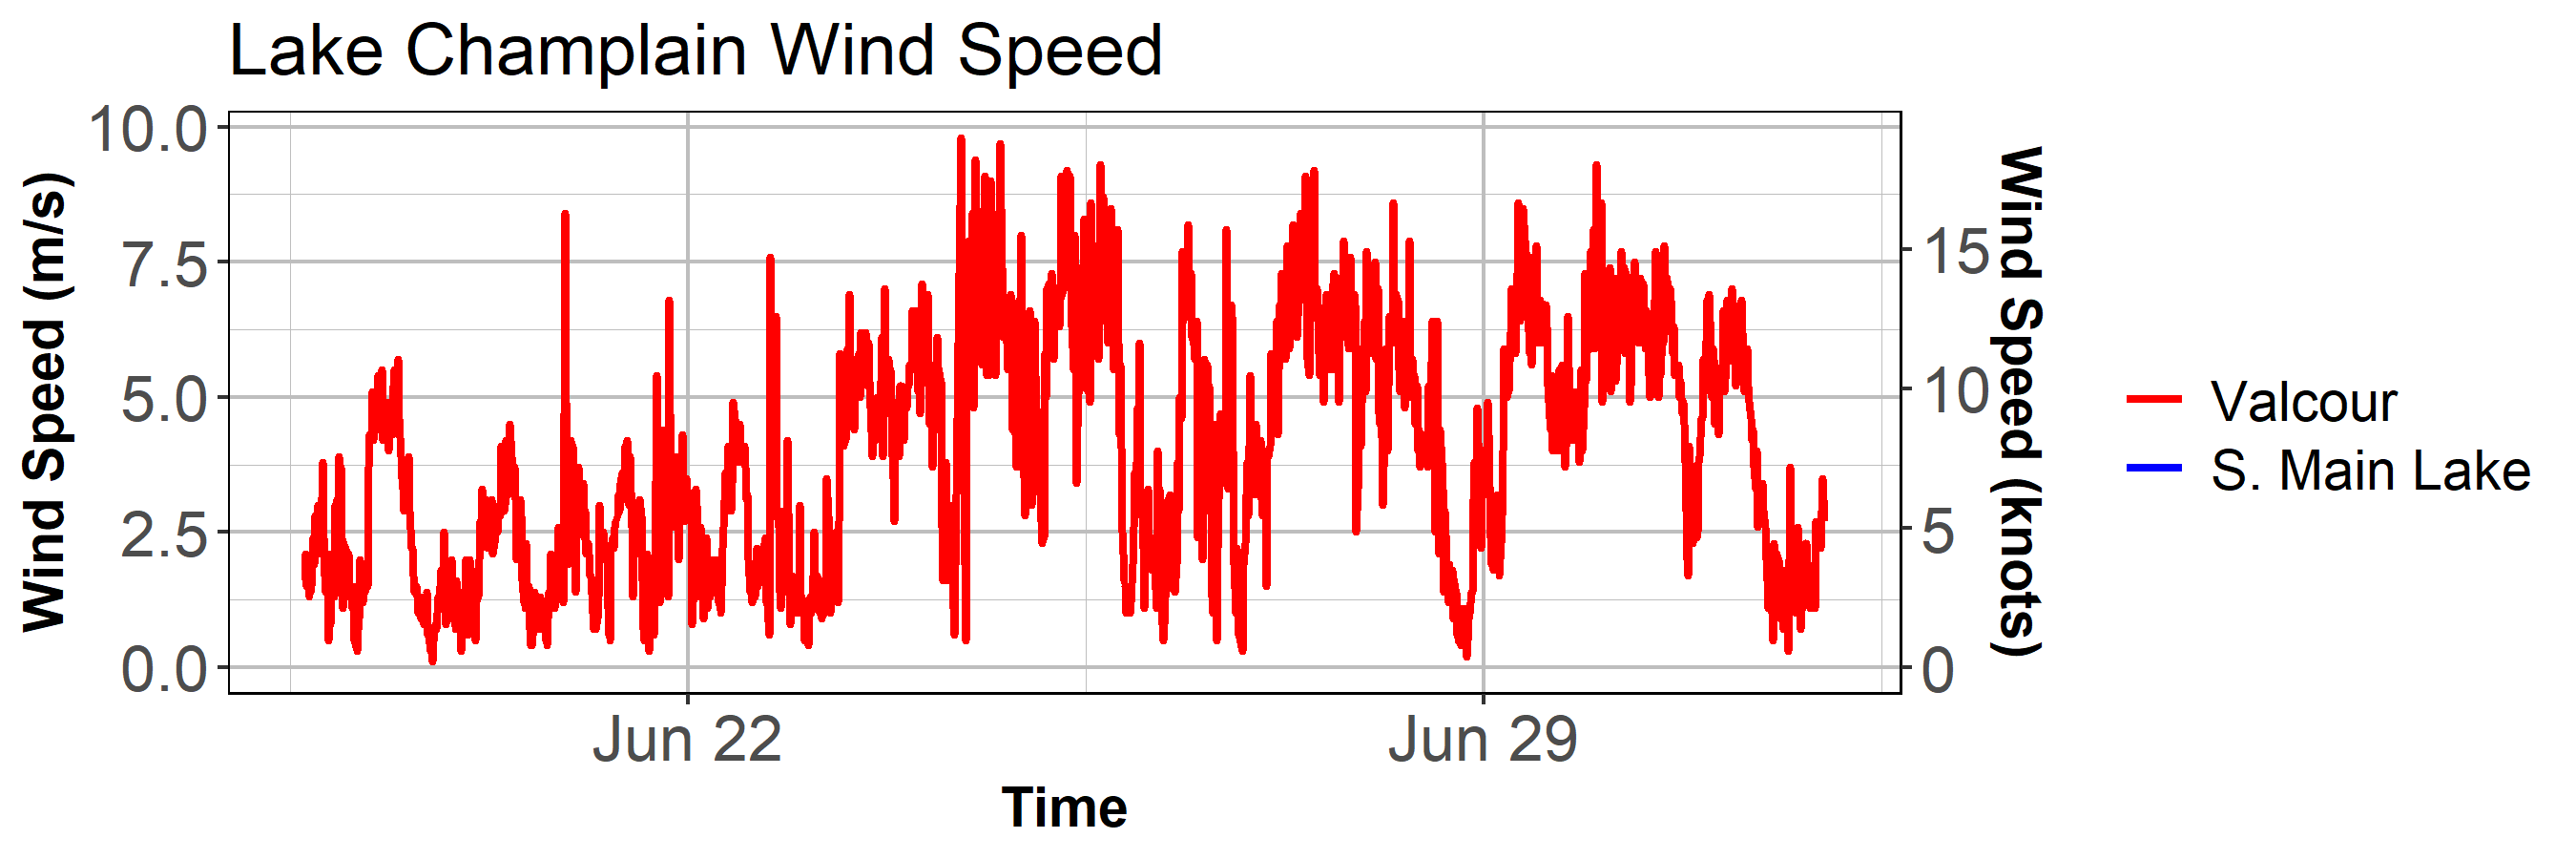 Lake Champlain Wind Speed
Wind Speed (m/s)
10.0
7.5
5.0
2.5
0.0
Wind Speed (knots)
15
10
5
0
Jun 22
Jun 29
Time
Valcour
S. Main Lake